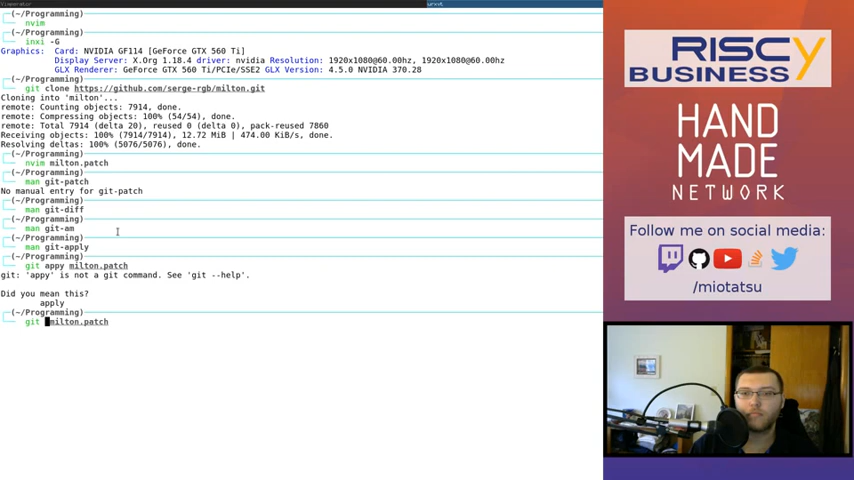 Vimperator
urxvt
(~/Programming)
nvim
(~/Programming)
inxi -G
Graphics:  Card: NVIDIA GF114 [GeForce GTX 560 Ti]
Display Server: X.Org 1.18.4 driver: nvidia Resolution: 1920x1080@60.00hz, 1920x1080@60.00hz
GLX Renderer: GeForce GTX 560 Ti/PCIe/SSE2 GLX Version: 4.5.0 NVIDIA 370.28
(~/Programming)
git clone https://github.com/serge-rgb/milton.git
Cloning into 'milton'...
remote: Counting objects: 7914, done.
remote: Compressing objects: 100% (54/54), done.
remote: Total 7914 (delta 20), reused 0 (delta 0), pack-reused 7860
Receiving objects: 100% (7914/7914), 12.72 MiB | 474.00 KiB/s, done.
Resolving deltas: 100% (5076/5076), done.
(~/Programming)
nvim milton.patch
(~/Programming)
man git-patch
No manual entry for git-patch
(~/Programming)
man git-diff
(~/Programming)
man git-am
(~/Programming)
man git-apply
(~/Programming)
git appy milton.patch
git: 'appy' is not a git command. See 'git --help'.
Did you mean this?
apply
(~/Programming)
git milton.patch
RISCY
BUSINESS
HAND
MADE
NETWORK
Follow me on social media:
/miotatsu